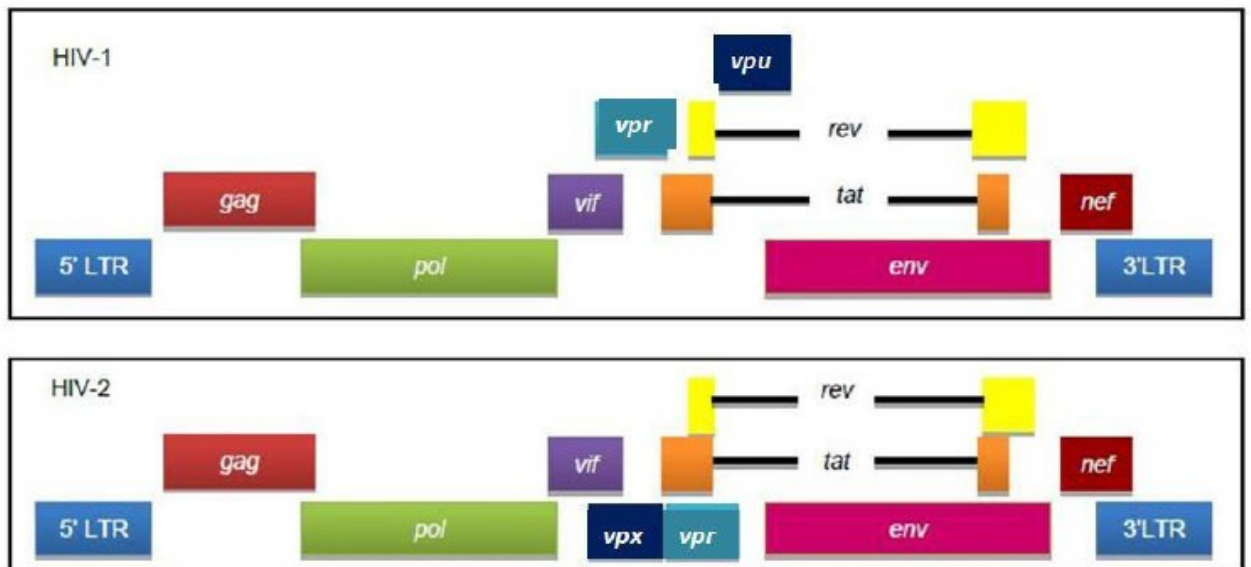 HIV-1
vpu
vpr
rev
gag
vif
tat
nef
5' LTR
pol
env
3'LTR
HIV-2
rev
gag
vif
tat
nef
5' LTR
pol
vpx
vpr
env
3'LTR